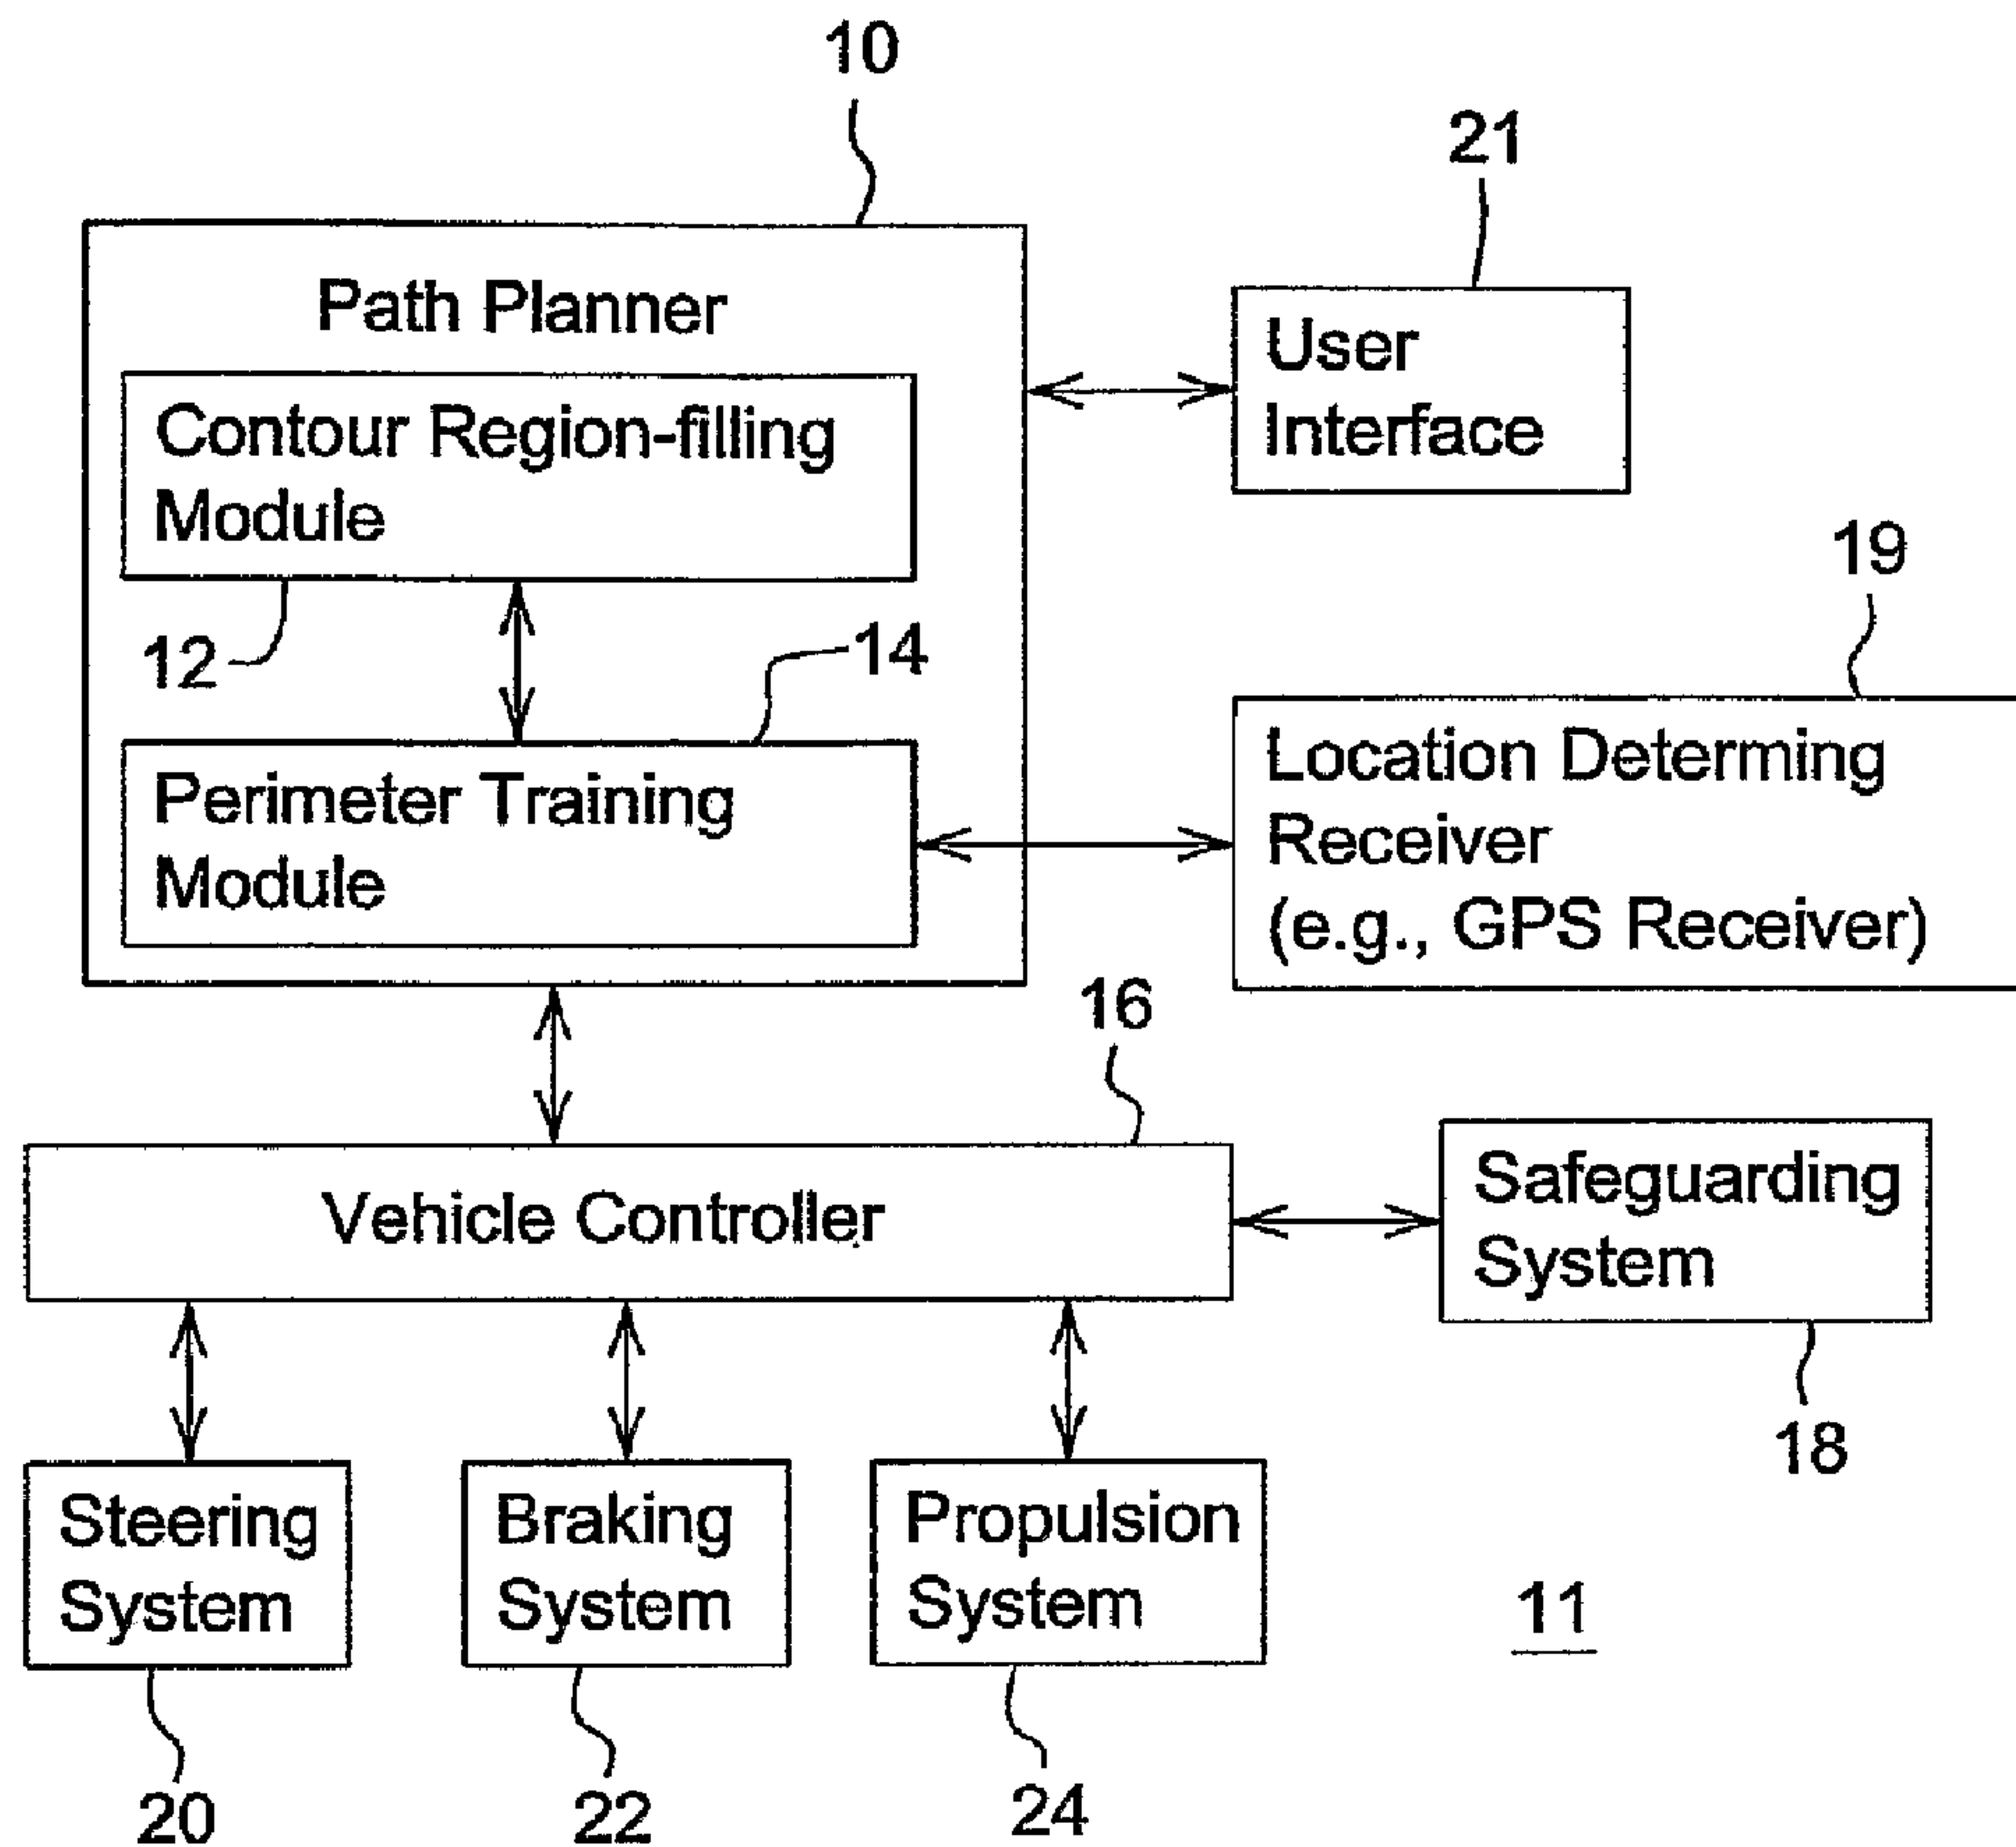 10
21
Path Planner
User
Interface
Contour Region-filling
Module
12
14
19
Perimeter Training
Module
Location Determing
Receiver
(e.g., GPS Receiver)
16
Vehicle Controller
Safeguarding
System
18
Steering
System
Braking
System
Propulsion
System
11
20
22
24